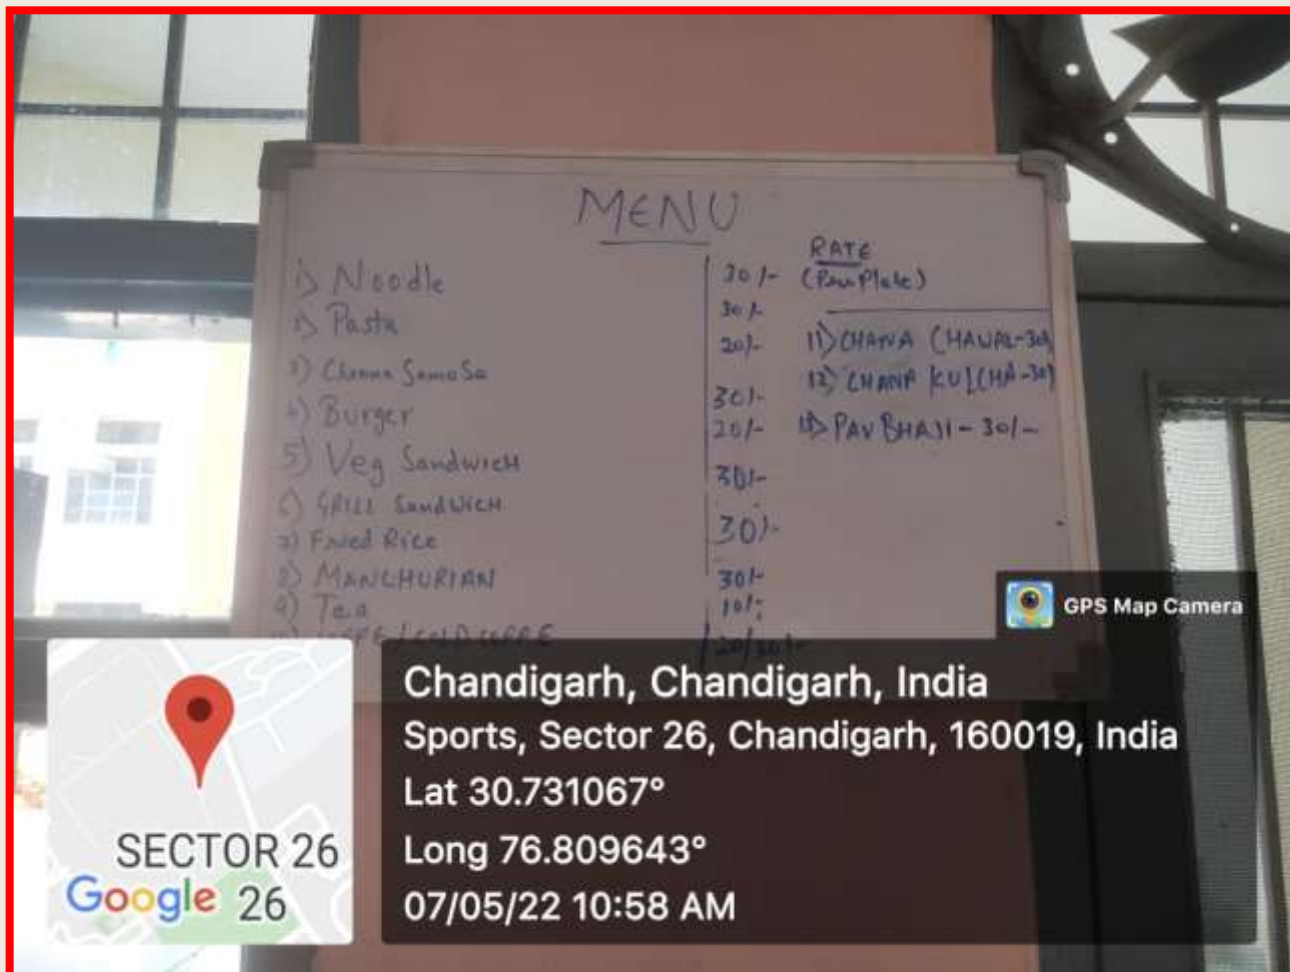 MENU
RATE
(Per Plate)
1) Noodle 30/-
2) Pasta 30/-
3) Channa SamoSa 20/-
4) Burger 30/-
5) Veg SandwicH 20/-
6) GRILL SandWicH 30/-
7) Fried Rice 30/-
8) MANCHURIAN 30/-
9) Tea 10/-
20/30/-
11) CHANA CHAWAL-30
12) CHANA KULCHA-30
13) PAV BHAJI - 30/-
GPS Map Camera
Chandigarh, Chandigarh, India
Sports, Sector 26, Chandigarh, 160019, India
Lat 30.731067°
Long 76.809643°
07/05/22 10:58 AM
SECTOR 26
Google 26